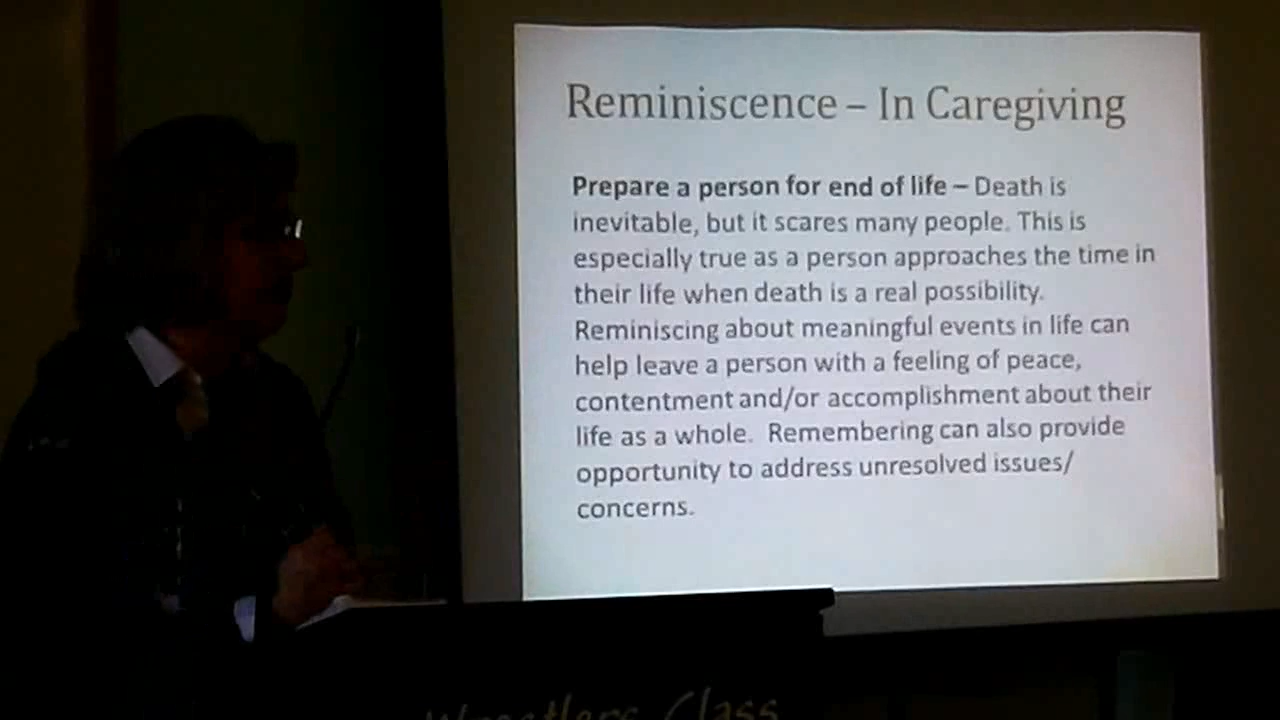 Reminiscence – In Caregiving
Prepare a person for end of life – Death is
inevitable, but it scares many people. This is
especially true as a person approaches the time in
their life when death is a real possibility.
Reminiscing about meaningful events in life can
help leave a person with a feeling of peace,
contentment and/or accomplishment about their
life as a whole.  Remembering can also provide
opportunity to address unresolved issues/
concerns.
Class